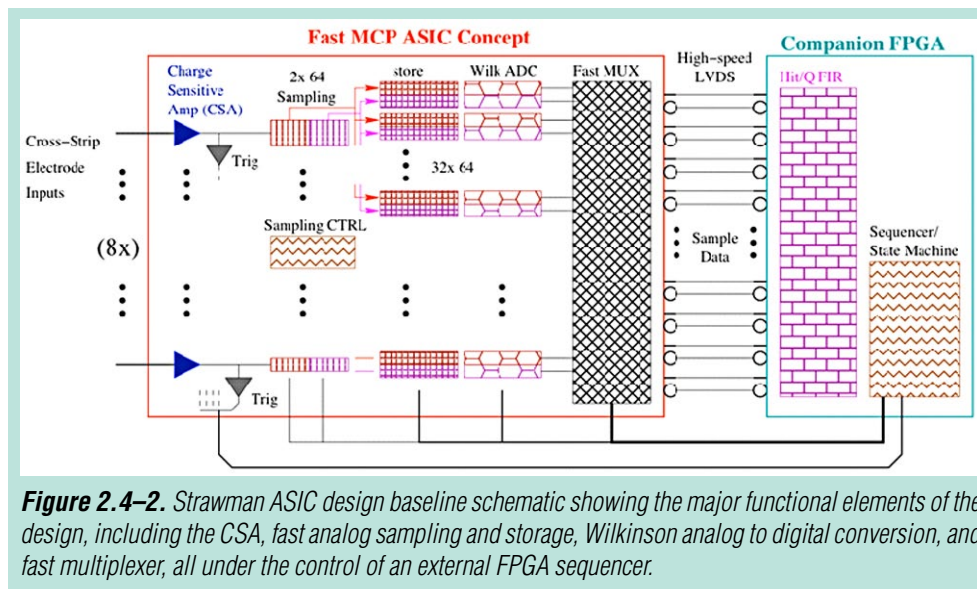 Fast MCP ASIC Concept
Companion FPGA
Charge
Sensitive
Amp (CSA)
2x 64
Sampling
store
Wilk ADC
Fast MUX
High-speed
LVDS
Hit/Q FIR
Cross-Strip
Electrode
Inputs
Trig
32x 64
(8x)
Sampling CTRL
Sample
Data
Sequencer/
State Machine
Trig
Figure 2.4–2. Strawman ASIC design baseline schematic showing the major functional elements of the
design, including the CSA, fast analog sampling and storage, Wilkinson analog to digital conversion, and
fast multiplexer, all under the control of an external FPGA sequencer.